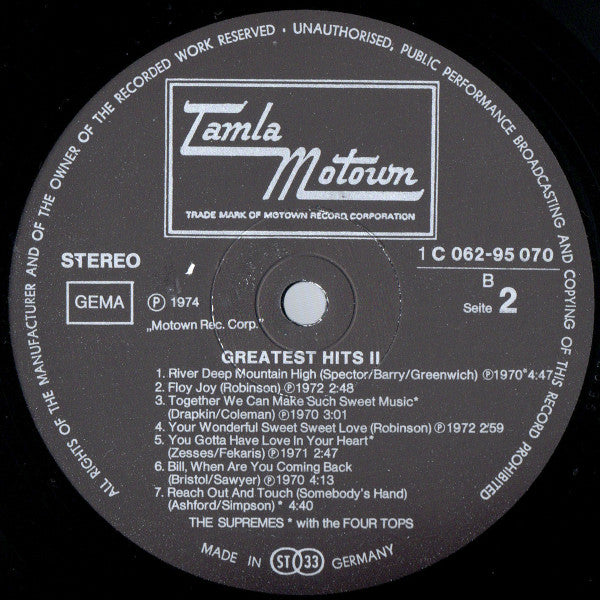 ALL RIGHTS OF THE MANUFACTURER AND OF THE OWNER OF THE RECORDED WORK RESERVED · UNAUTHORISED, PUBLIC PERFORMANCE BROADCASTING AND COPYING OF THIS RECORD PROHIBITED
Tamla
Motown
TRADE MARK OF MOTOWN RECORD CORPORATION
STEREO
1 C 062-95 070
GEMA
Ⓟ 1974
B
Seite 2
„Motown Rec. Corp."
GREATEST HITS II
1. River Deep Mountain High (Spector/Barry/Greenwich) Ⓟ1970* 4:47
2. Floy Joy (Robinson) Ⓟ1972 2:48
3. Together We Can Make Such Sweet Music*
(Drapkin/Coleman) Ⓟ1970 3:01
4. Your Wonderful Sweet Sweet Love (Robinson) Ⓟ1972 2:59
5. You Gotta Have Love In Your Heart*
(Zesses/Fekaris) Ⓟ1971 2:47
6. Bill, When Are You Coming Back
(Bristol/Sawyer) Ⓟ1970 4:13
7. Reach Out And Touch (Somebody's Hand)
(Ashford/Simpson)* 4:40
THE SUPREMES * with the FOUR TOPS
MADE IN ST 33 GERMANY